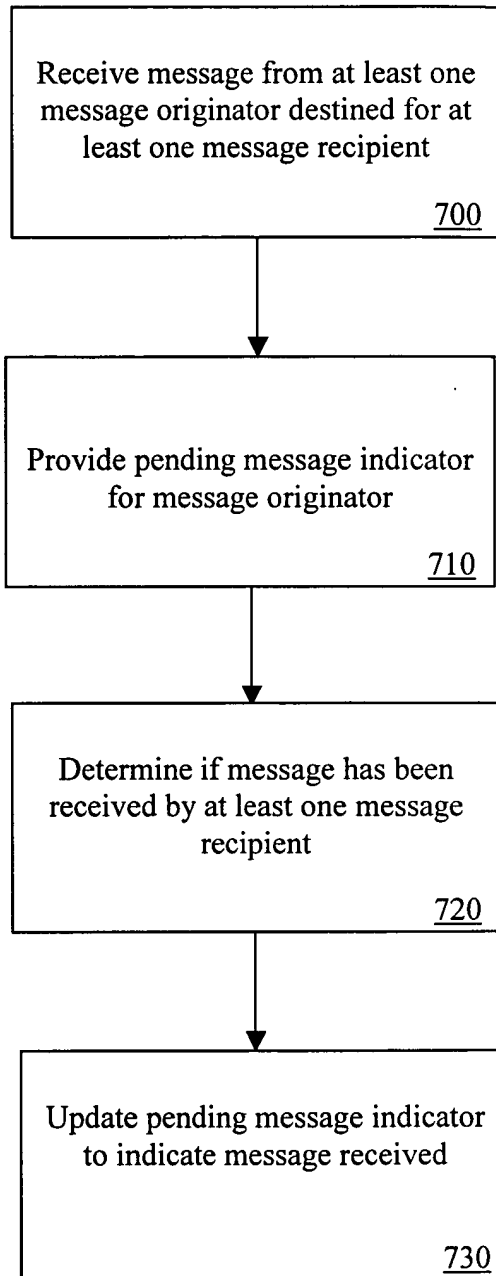 Receive message from at least one
message originator destined for at
least one message recipient
700
Provide pending message indicator
for message originator
710
Determine if message has been
received by at least one message
recipient
720
Update pending message indicator
to indicate message received
730